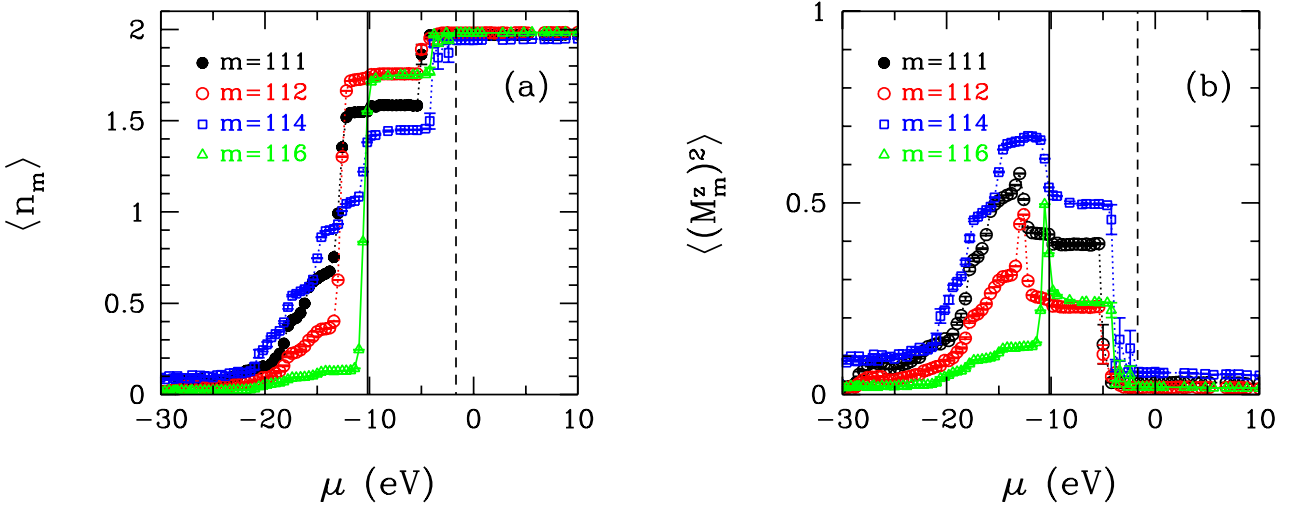 2
1.5
1
0.5
0
−30 −20 −10 0 10
⟨n_m⟩
μ (eV)
m=111
m=112
m=114
m=116
(a)
1
0.5
0
−30 −20 −10 0 10
⟨(M^z_m)^2⟩
μ (eV)
m=111
m=112
m=114
m=116
(b)